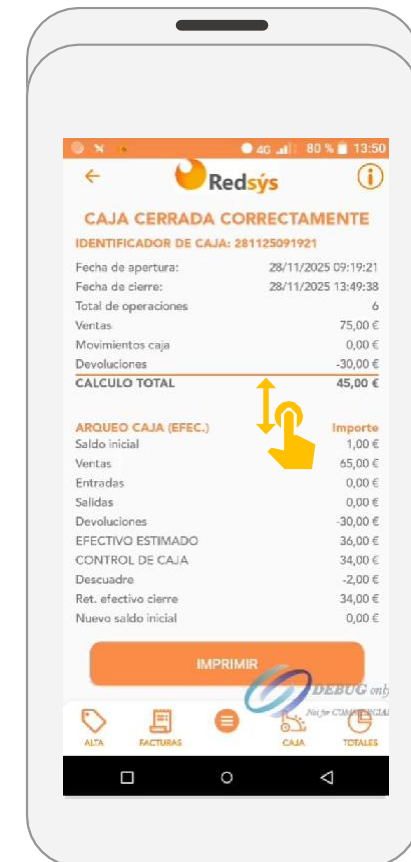 4G 80 % 13:50
Redsýs
CAJA CERRADA CORRECTAMENTE
IDENTIFICADOR DE CAJA: 281125091921
Fecha de apertura: 28/11/2025 09:19:21
Fecha de cierre: 28/11/2025 13:49:38
Total de operaciones 6
Ventas 75,00 €
Movimientos caja 0,00 €
Devoluciones -30,00 €
CALCULO TOTAL 45,00 €
ARQUEO CAJA (EFEC.) Importe
Saldo inicial 1,00 €
Ventas 65,00 €
Entradas 0,00 €
Salidas 0,00 €
Devoluciones -30,00 €
EFECTIVO ESTIMADO 36,00 €
CONTROL DE CAJA 34,00 €
Descuadre -2,00 €
Ret. efectivo cierre 34,00 €
Nuevo saldo inicial 0,00 €
IMPRIMIR
DEBUG only
Not for COMMERCIAL
ALTA FACTURAS CAJA TOTALES